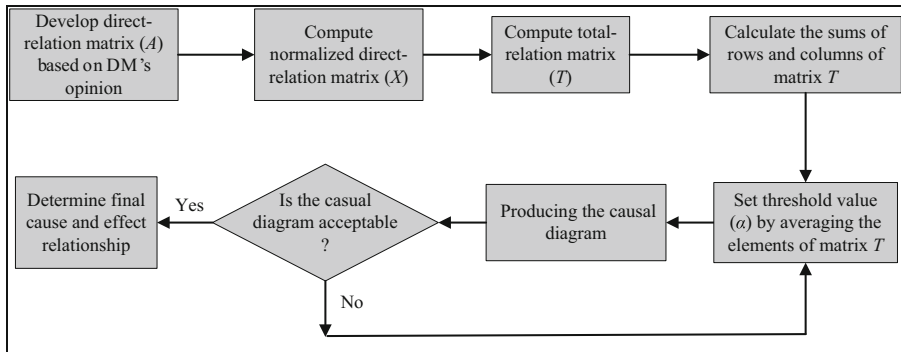 Develop direct-
relation matrix (A)
based on DM's
opinion
Compute
normalized direct-
relation matrix (X)
Compute total-
relation matrix
(T)
Calculate the sums of
rows and columns of
matrix T
Determine final
cause and effect
relationship
Yes
Is the casual
diagram acceptable
?
Producing the causal
diagram
Set threshold value
(α) by averaging the
elements of matrix T
No